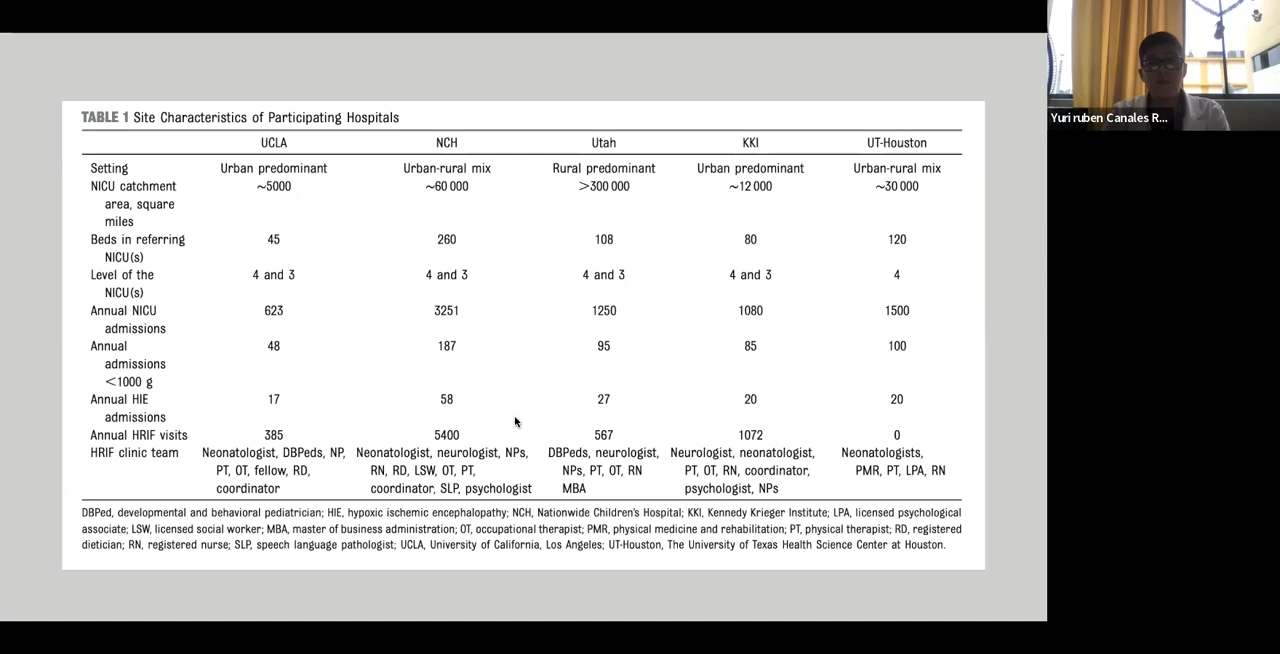 TABLE 1 Site Characteristics of Participating Hospitals
UCLA NCH Utah KKI UT-Houston
Setting Urban predominant Urban-rural mix Rural predominant Urban predominant Urban-rural mix
NICU catchment ~5000 ~60 000 >300 000 ~12 000 ~30 000
area, square
miles
Beds in referring 45 260 108 80 120
NICU(s)
Level of the 4 and 3 4 and 3 4 and 3 4 and 3 4
NICU(s)
Annual NICU 623 3251 1250 1080 1500
admissions
Annual 48 187 95 85 100
admissions
<1000 g
Annual HIE 17 58 27 20 20
admissions
Annual HRIF visits 385 5400 567 1072 0
HRIF clinic team Neonatologist, DBPeds, NP, Neonatologist, neurologist, NPs, DBPeds, neurologist, Neurologist, neonatologist, Neonatologists,
PT, OT, fellow, RD, RN, RD, LSW, OT, PT, NPs, PT, OT, RN PT, OT, RN, coordinator, PMR, PT, LPA, RN
coordinator coordinator, SLP, psychologist MBA psychologist, NPs
DBPed, developmental and behavioral pediatrician; HIE, hypoxic ischemic encephalopathy; NCH, Nationwide Children's Hospital; KKI, Kennedy Krieger Institute; LPA, licensed psychological
associate; LSW, licensed social worker; MBA, master of business administration; OT, occupational therapist; PMR, physical medicine and rehabilitation; PT, physical therapist; RD, registered
dietician; RN, registered nurse; SLP, speech language pathologist; UCLA, University of California, Los Angeles; UT-Houston, The University of Texas Health Science Center at Houston.
Yuri ruben Canales R...